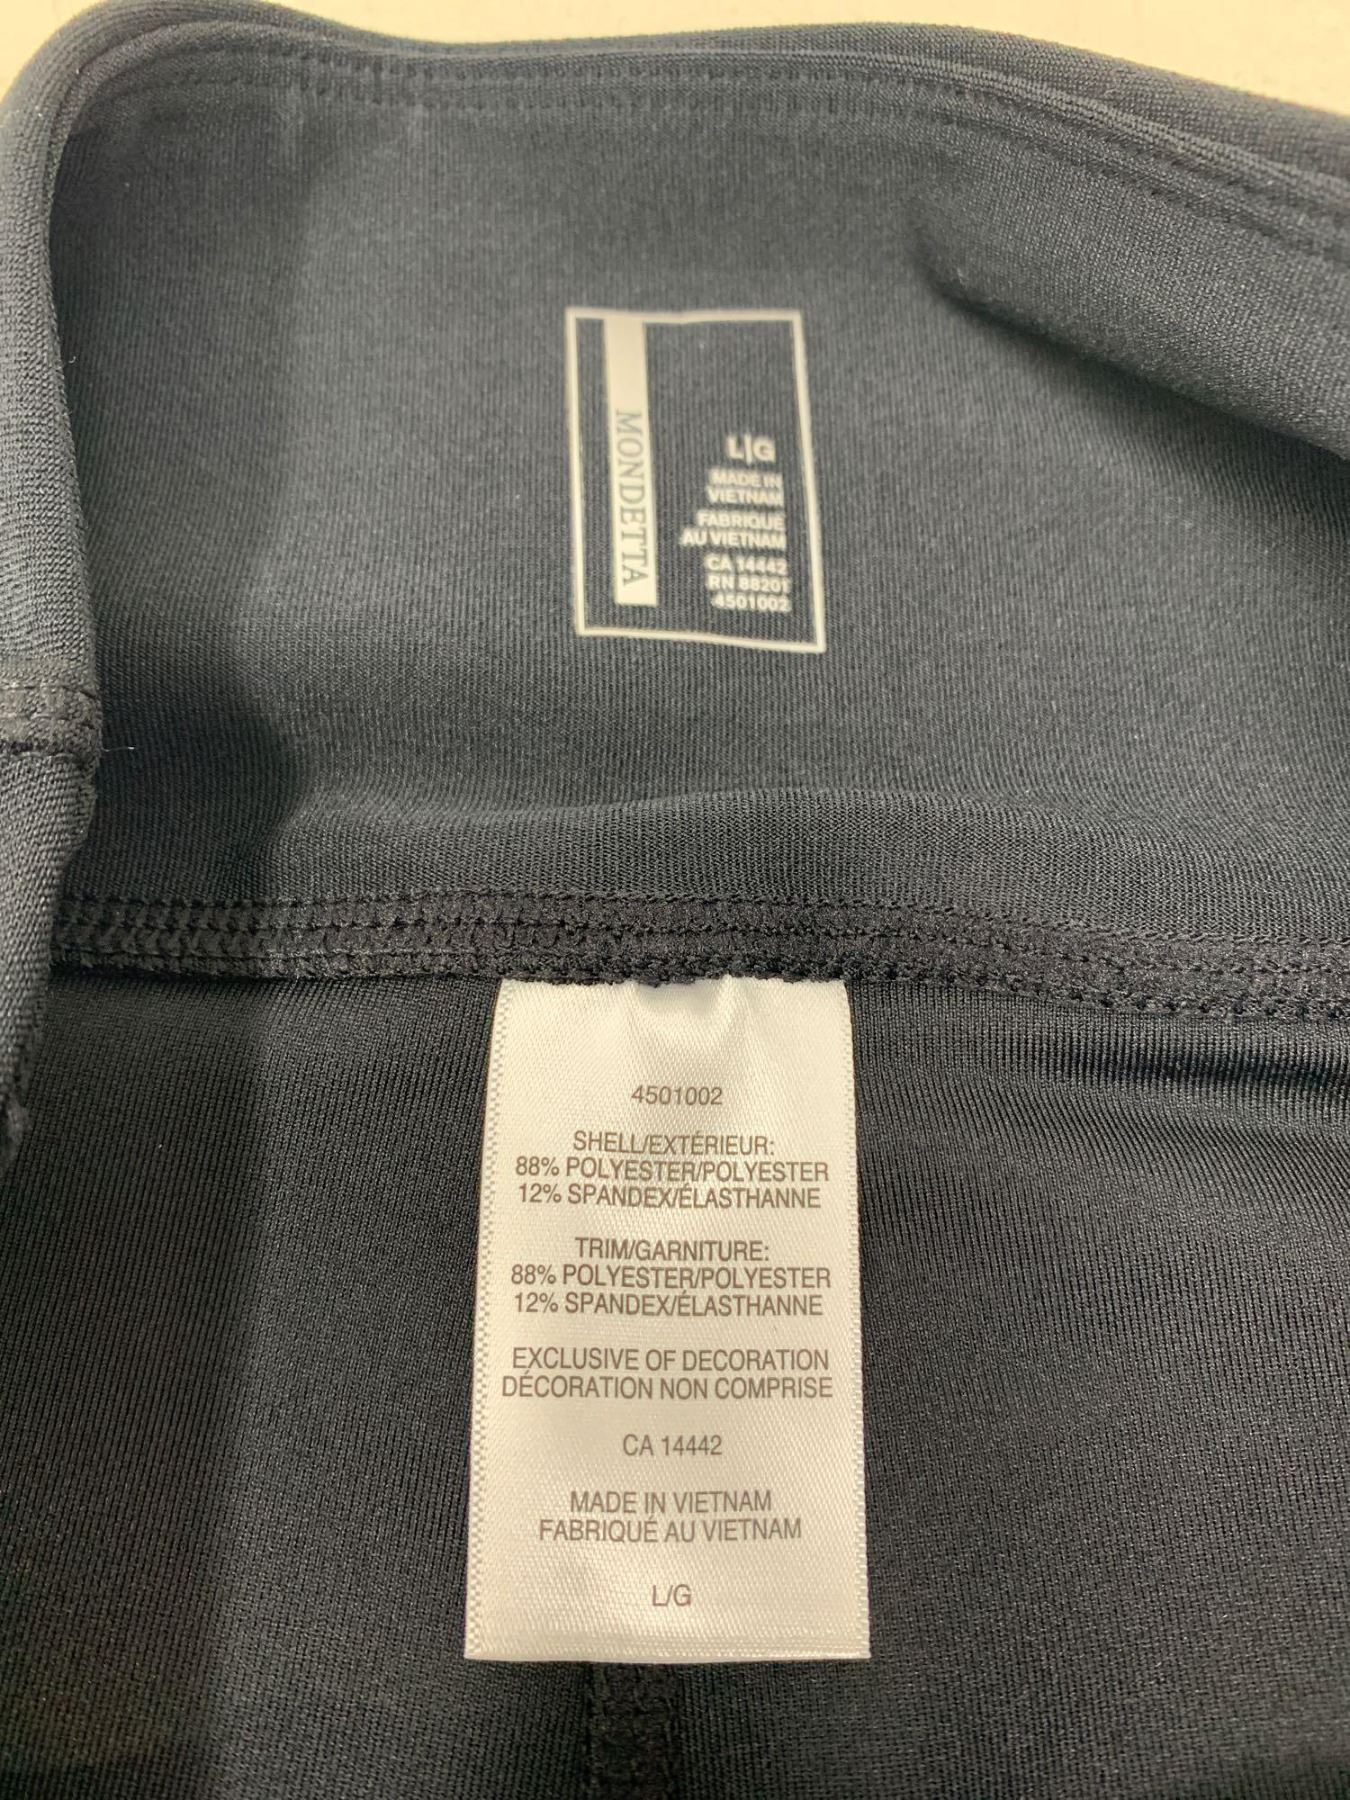 MONDETTA
L|G
MADE IN
VIETNAM
FABRIQUÉ
AU VIETNAM
CA 14442
RN 88201
4501002
4501002
SHELL/EXTÉRIEUR:
88% POLYESTER/POLYESTER
12% SPANDEX/ÉLASTHANNE
TRIM/GARNITURE:
88% POLYESTER/POLYESTER
12% SPANDEX/ÉLASTHANNE
EXCLUSIVE OF DECORATION
DÉCORATION NON COMPRISE
CA 14442
MADE IN VIETNAM
FABRIQUÉ AU VIETNAM
L/G